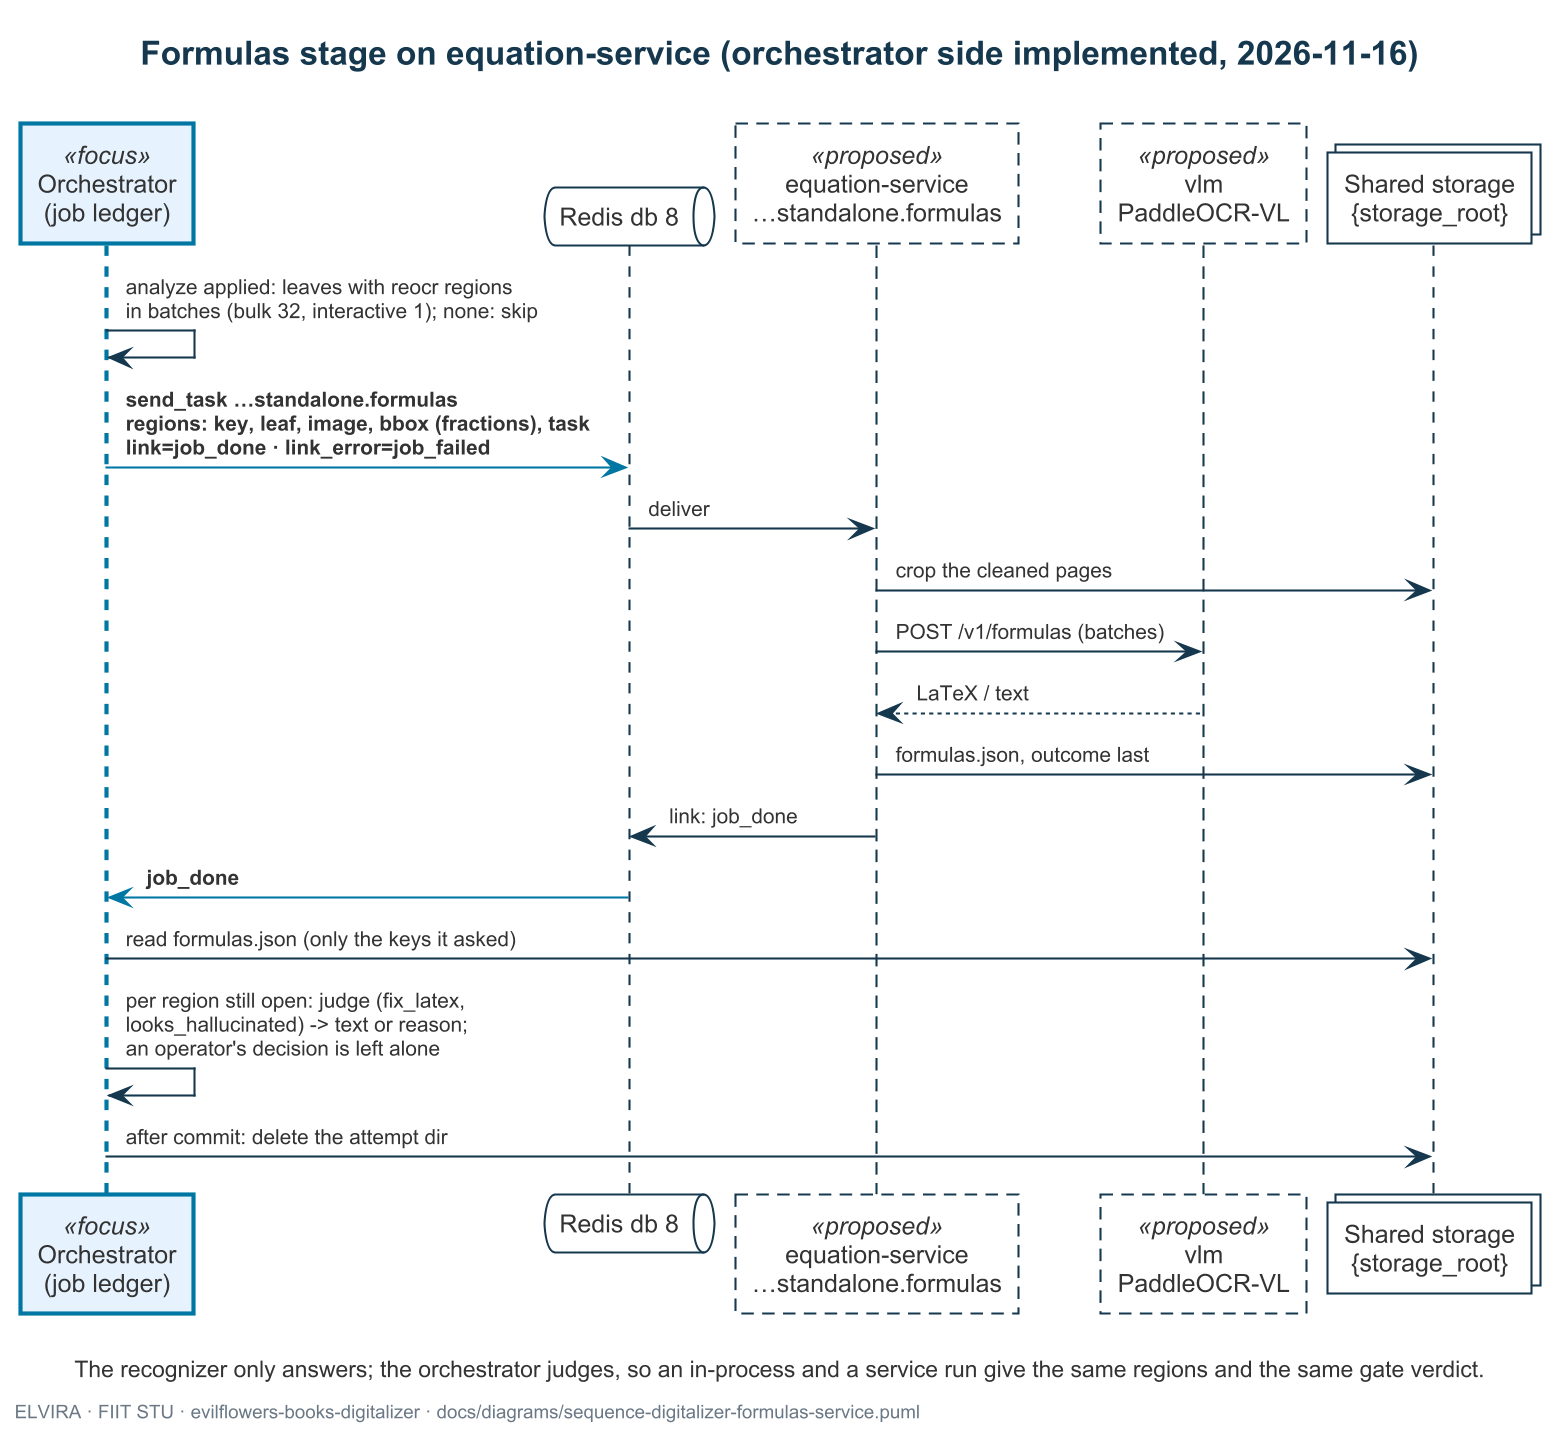 Formulas stage on equation-service (orchestrator side implemented, 2026-11-16)
«focus»
Orchestrator
(job ledger)
Redis db 8
«proposed»
equation-service
…standalone.formulas
«proposed»
vlm
PaddleOCR-VL
Shared storage
{storage_root}
analyze applied: leaves with reocr regions
in batches (bulk 32, interactive 1); none: skip
send_task …standalone.formulas
regions: key, leaf, image, bbox (fractions), task
link=job_done · link_error=job_failed
deliver
crop the cleaned pages
POST /v1/formulas (batches)
LaTeX / text
formulas.json, outcome last
link: job_done
job_done
read formulas.json (only the keys it asked)
per region still open: judge (fix_latex,
looks_hallucinated) -> text or reason;
an operator's decision is left alone
after commit: delete the attempt dir
«focus»
Orchestrator
(job ledger)
Redis db 8
«proposed»
equation-service
…standalone.formulas
«proposed»
vlm
PaddleOCR-VL
Shared storage
{storage_root}
The recognizer only answers; the orchestrator judges, so an in-process and a service run give the same regions and the same gate verdict.
ELVIRA · FIIT STU · evilflowers-books-digitalizer · docs/diagrams/sequence-digitalizer-formulas-service.puml